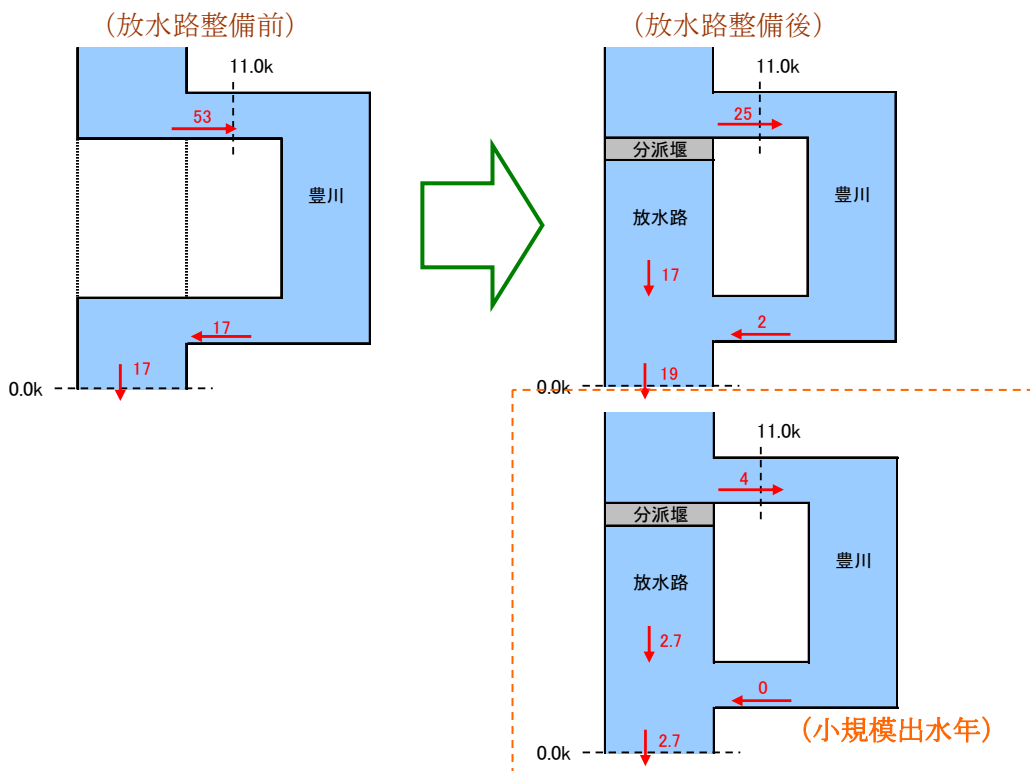 (放水路整備前)
11.0k
53
豊川
17
17
0.0k
(放水路整備後)
11.0k
25
分派堰
豊川
放水路
17
2
19
0.0k
11.0k
4
分派堰
豊川
放水路
2.7
0
(小規模出水年)
2.7
0.0k